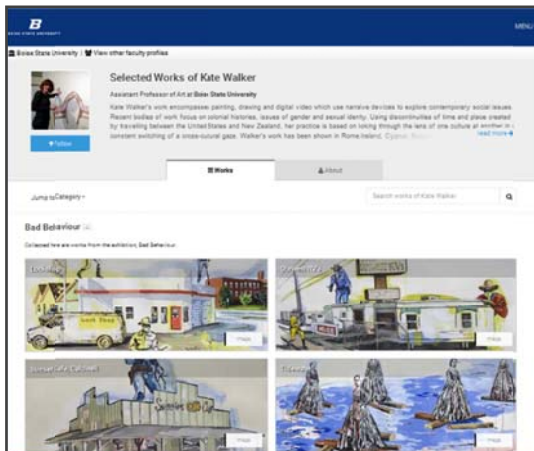 B
BOISE STATE UNIVERSITY
MENU
Boise State University | View other faculty profiles
Selected Works of Kate Walker
Assistant Professor of Art at Boise State University
Kate Walker's work encompasses painting, drawing and digital video which use narrative devices to explore contemporary social issues.
Recent bodies of work focus on colonial histories, issues of gender and sexual identity. Using discontinuities of time and place created
by travelling between the United States and New Zealand, her practice is based on looking through the lens of one culture at another in
constant switching of a cross-cultural gaze. Walker's work has been shown in Rome, Ireland, Cyprus,
read more
+Follow
Works
About
Jump to Category
Search works of Kate Walker
Bad Behaviour
Collected here are works from the exhibition, Bad Behaviour.
Image
Image
Sunset Cafe, Caldwell
Image
Image